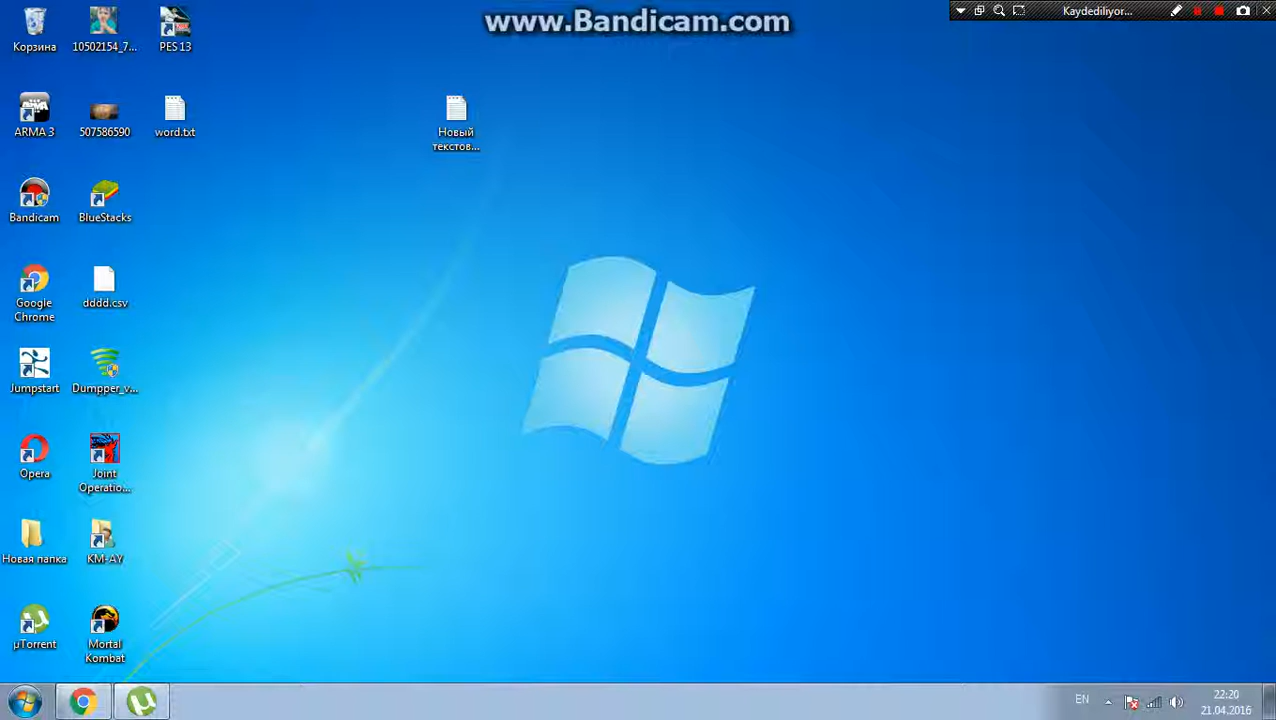 www.Bandicam.com
Kaydediliyor...
Корзина
10502154_7...
PES 13
ARMA 3
507586590
word.txt
Новый
текстов...
Bandicam
BlueStacks
Google
Chrome
dddd.csv
Jumpstart
Dumpper_v...
Opera
Joint
Operatio...
Новая папка
KM-AY
µTorrent
Mortal
Kombat
EN
22:20
21.04.2016